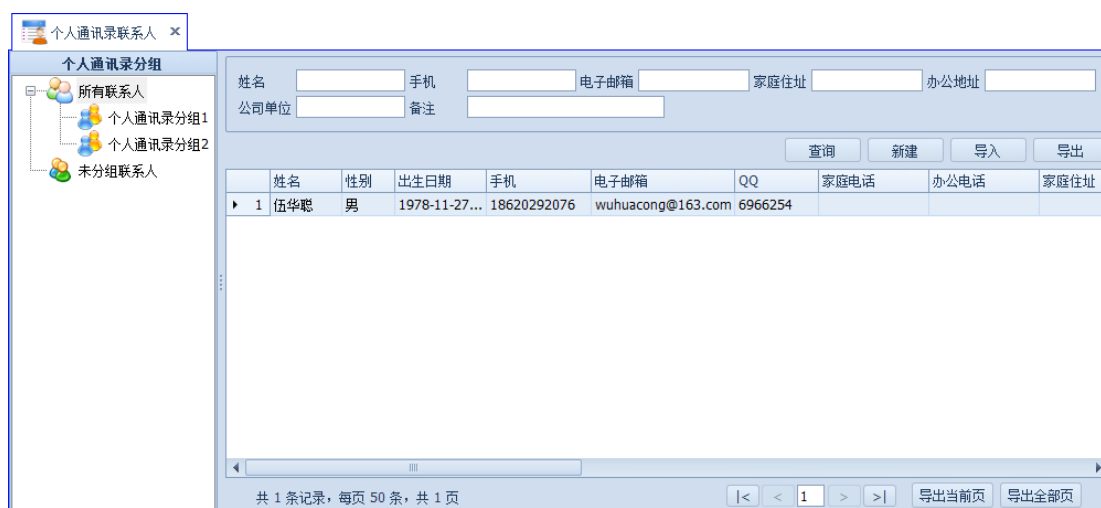 个人通讯录联系人 ×
个人通讯录分组
所有联系人
个人通讯录分组1
个人通讯录分组2
未分组联系人
姓名 手机 电子邮箱 家庭住址 办公地址
公司单位 备注
查询 新建 导入 导出
姓名 性别 出生日期 手机 电子邮箱 QQ 家庭电话 办公电话 家庭住址
1 伍华聪 男 1978-11-27... 18620292076 wuhuacong@163.com 6966254
共 1 条记录，每页 50 条，共 1 页 |< < 1 > >| 导出当前页 导出全部页